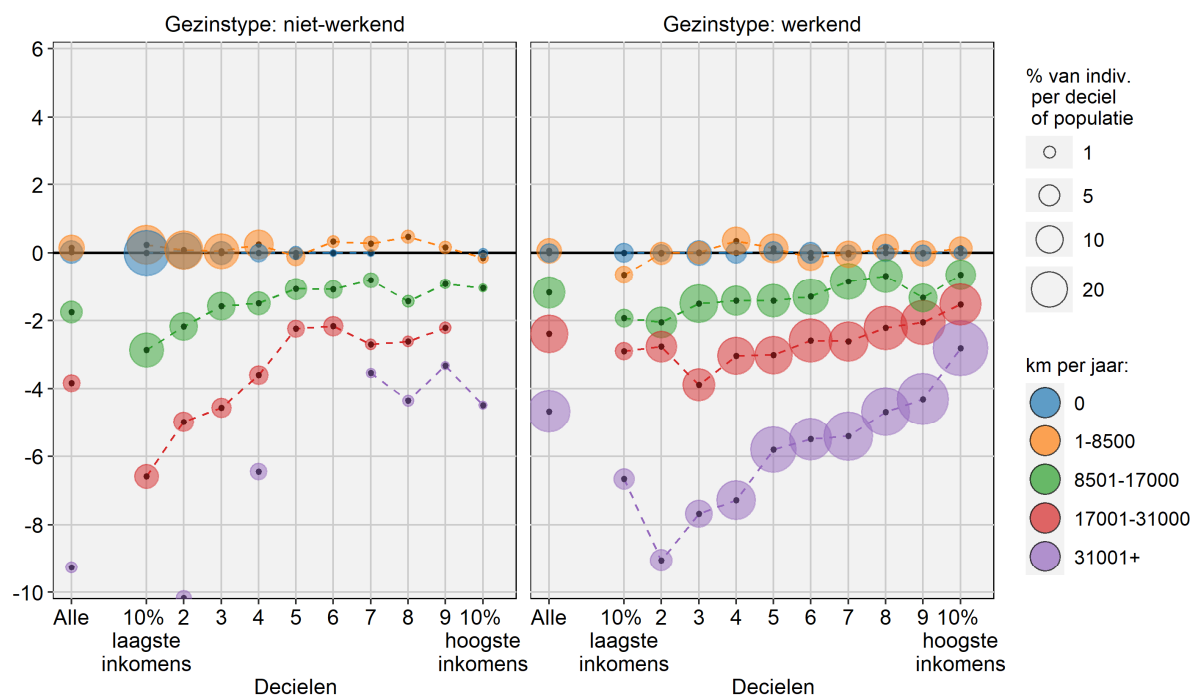 Gezinstype: niet-werkend
Gezinstype: werkend
6
4
2
0
-2
-4
-6
-8
-10
Alle
10%
laagste
inkomens
2
3
4
5
6
7
8
9
10%
hoogste
inkomens
Decielen
Alle
10%
laagste
inkomens
2
3
4
5
6
7
8
9
10%
hoogste
inkomens
Decielen
% van indiv.
per deciel
of populatie
1
5
10
20
km per jaar:
0
1-8500
8501-17000
17001-31000
31001+